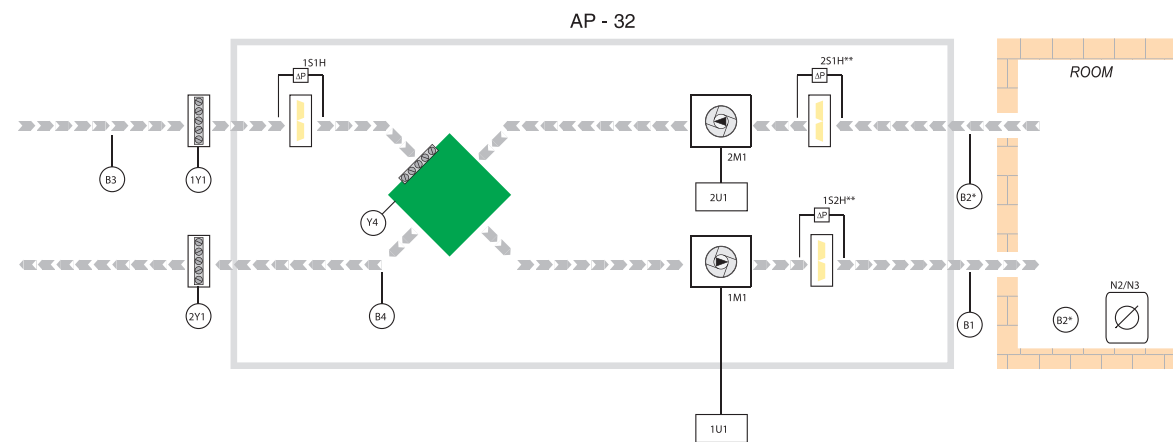 AP - 32
1S1H
ΔP
2S1H**
ΔP
ROOM
2M1
B3
1Y1
2U1
B2*
Y4
1S2H**
ΔP
N2/N3
1M1
2Y1
B4
B1
B2*
1U1